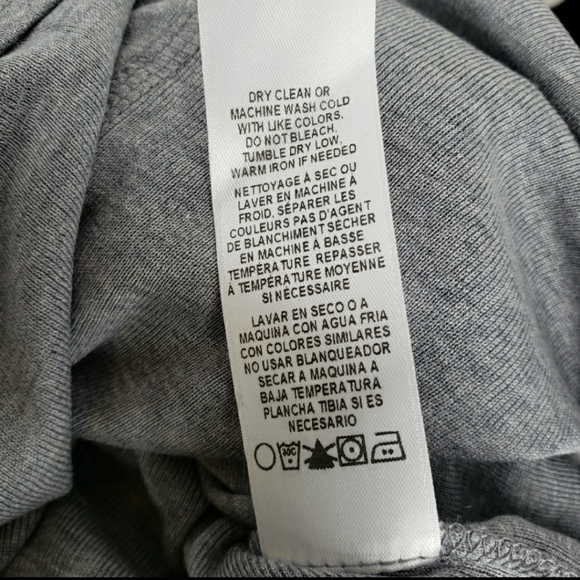 DRY CLEAN OR
MACHINE WASH COLD
WITH LIKE COLORS.
DO NOT BLEACH.
TUMBLE DRY LOW.
WARM IRON IF NEEDED
NETTOYAGE À SEC OU
LAVER EN MACHINE À
FROID. SÉPARER LES
COULEURS PAS D'AGENT
DE BLANCHIMENT SÉCHER
EN MACHINE À BASSE
TEMPÉRATURE REPASSER
À TEMPÉRATURE MOYENNE
SI NÉCESSAIRE
LAVAR EN SECO O A
MAQUINA CON AGUA FRIA
CON COLORES SIMILARES
NO USAR BLANQUEADOR
SECAR A MAQUINA A
BAJA TEMPERATURA
PLANCHA TIBIA SI ES
NECESARIO
30C